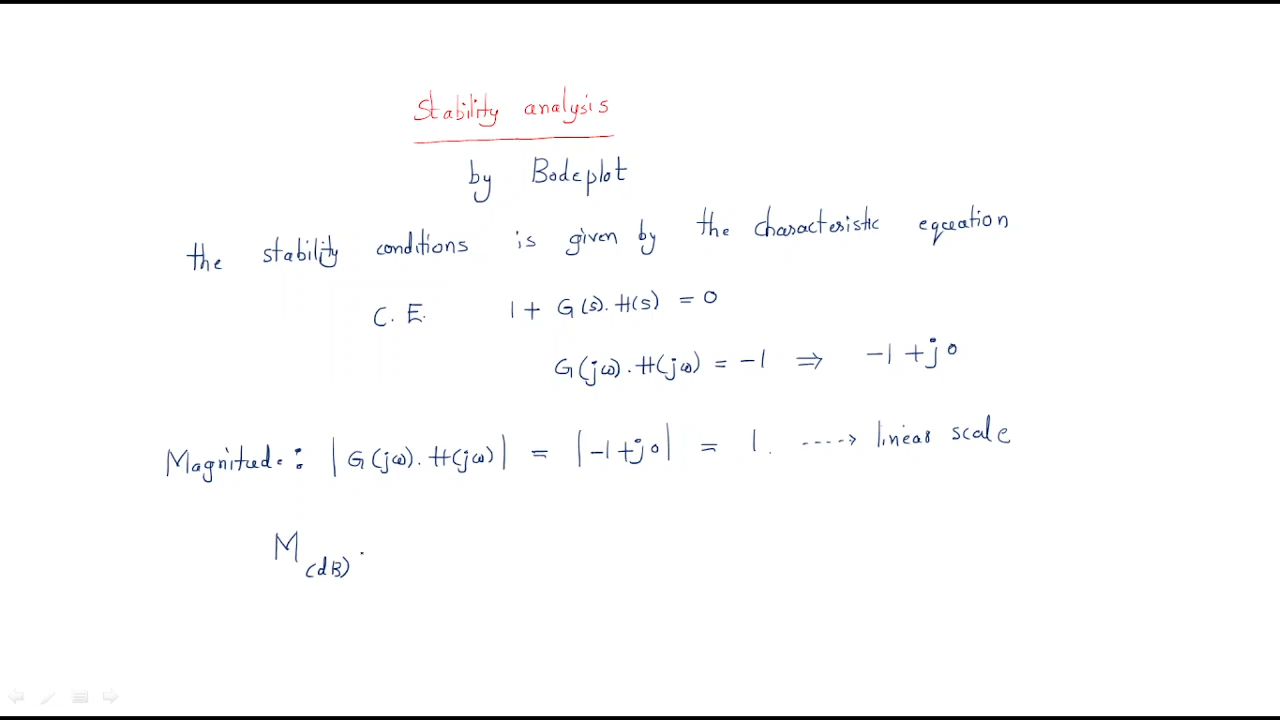 Stability analysis
by Bodeplot
the stability conditions is given by the characteristic equeation
C. E. 1 + G(s). H(s) = 0
G(jω). H(jω) = -1 ⇒ -1 + j0
Magnitude: |G(jω). H(jω)| = |-1+j0| = 1. ----→ linear scale
M(dB)